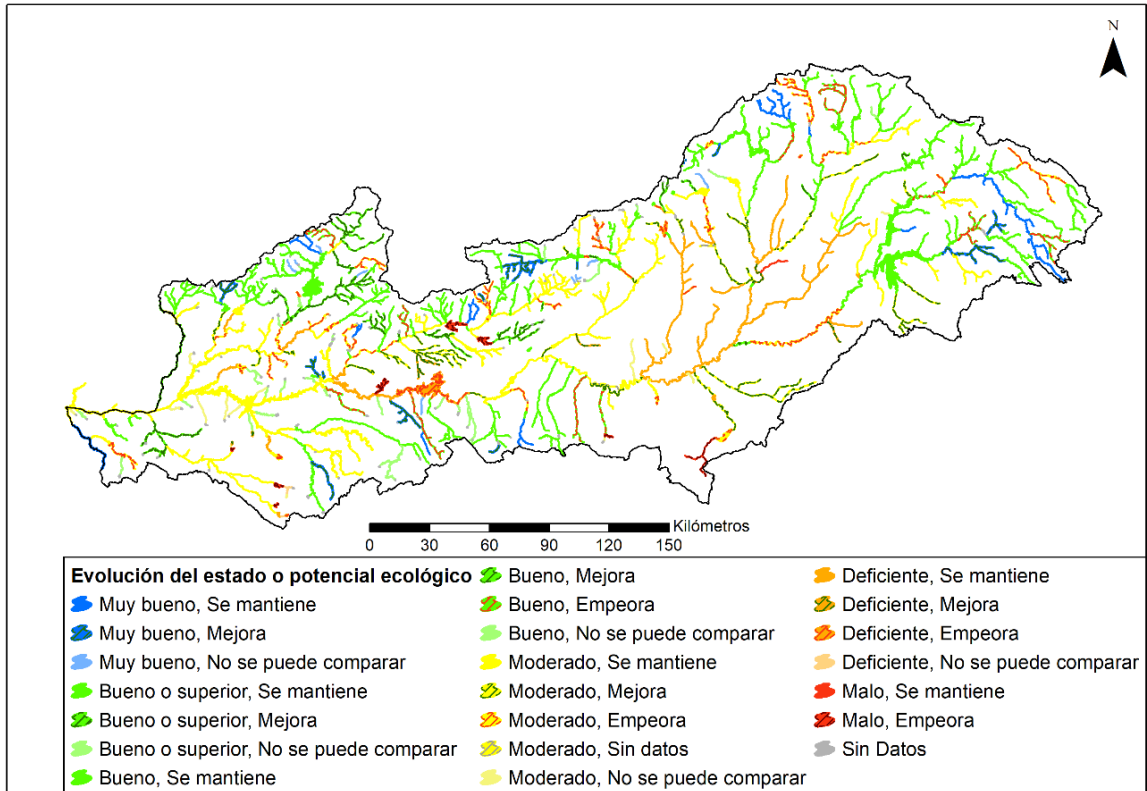 N
Kilómetros
0 30 60 90 120 150
Evolución del estado o potencial ecológico
Muy bueno, Se mantiene
Muy bueno, Mejora
Muy bueno, No se puede comparar
Bueno o superior, Se mantiene
Bueno o superior, Mejora
Bueno o superior, No se puede comparar
Bueno, Se mantiene
Bueno, Mejora
Bueno, Empeora
Bueno, No se puede comparar
Moderado, Se mantiene
Moderado, Mejora
Moderado, Empeora
Moderado, Sin datos
Moderado, No se puede comparar
Deficiente, Se mantiene
Deficiente, Mejora
Deficiente, Empeora
Deficiente, No se puede comparar
Malo, Se mantiene
Malo, Empeora
Sin Datos